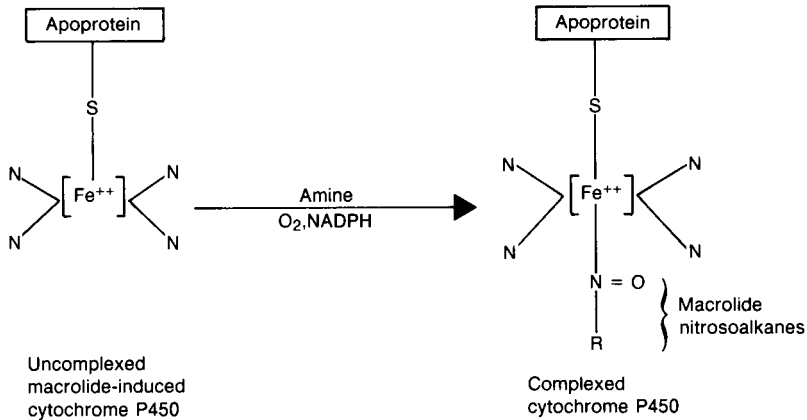 Apoprotein
S
N
N
[Fe++]
N
N
Uncomplexed
macrolide-induced
cytochrome P450
Amine
O2,NADPH
Apoprotein
S
N
N
[Fe++]
N
N
N = O
R
Macrolide
nitrosoalkanes
Complexed
cytochrome P450